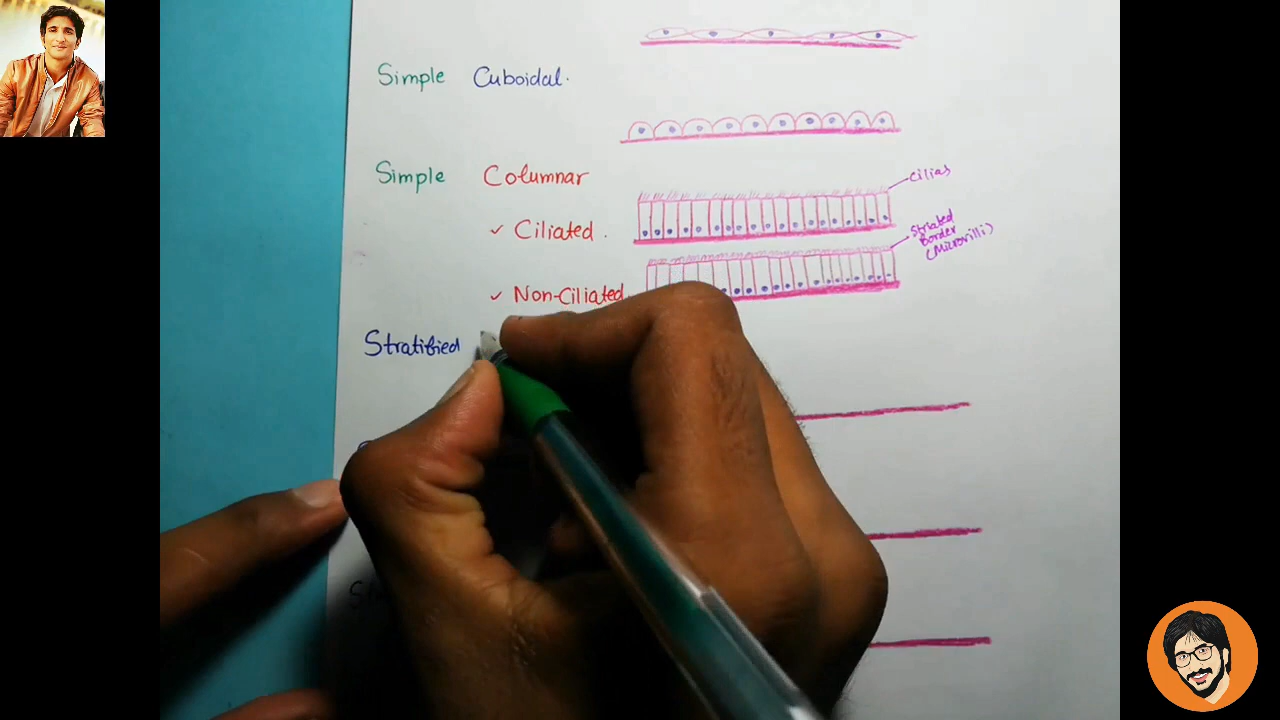 Simple Cuboidal.
Simple Columnar
cilias
✓ Ciliated.
Striated
Border
(Microvilli)
✓ Non-Ciliated
Stratified